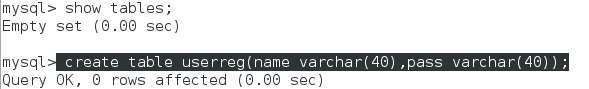 mysql> show tables;
Empty set (0.00 sec)
mysql> create table userreg(name varchar(40),pass varchar(40));
Query OK, 0 rows affected (0.00 sec)